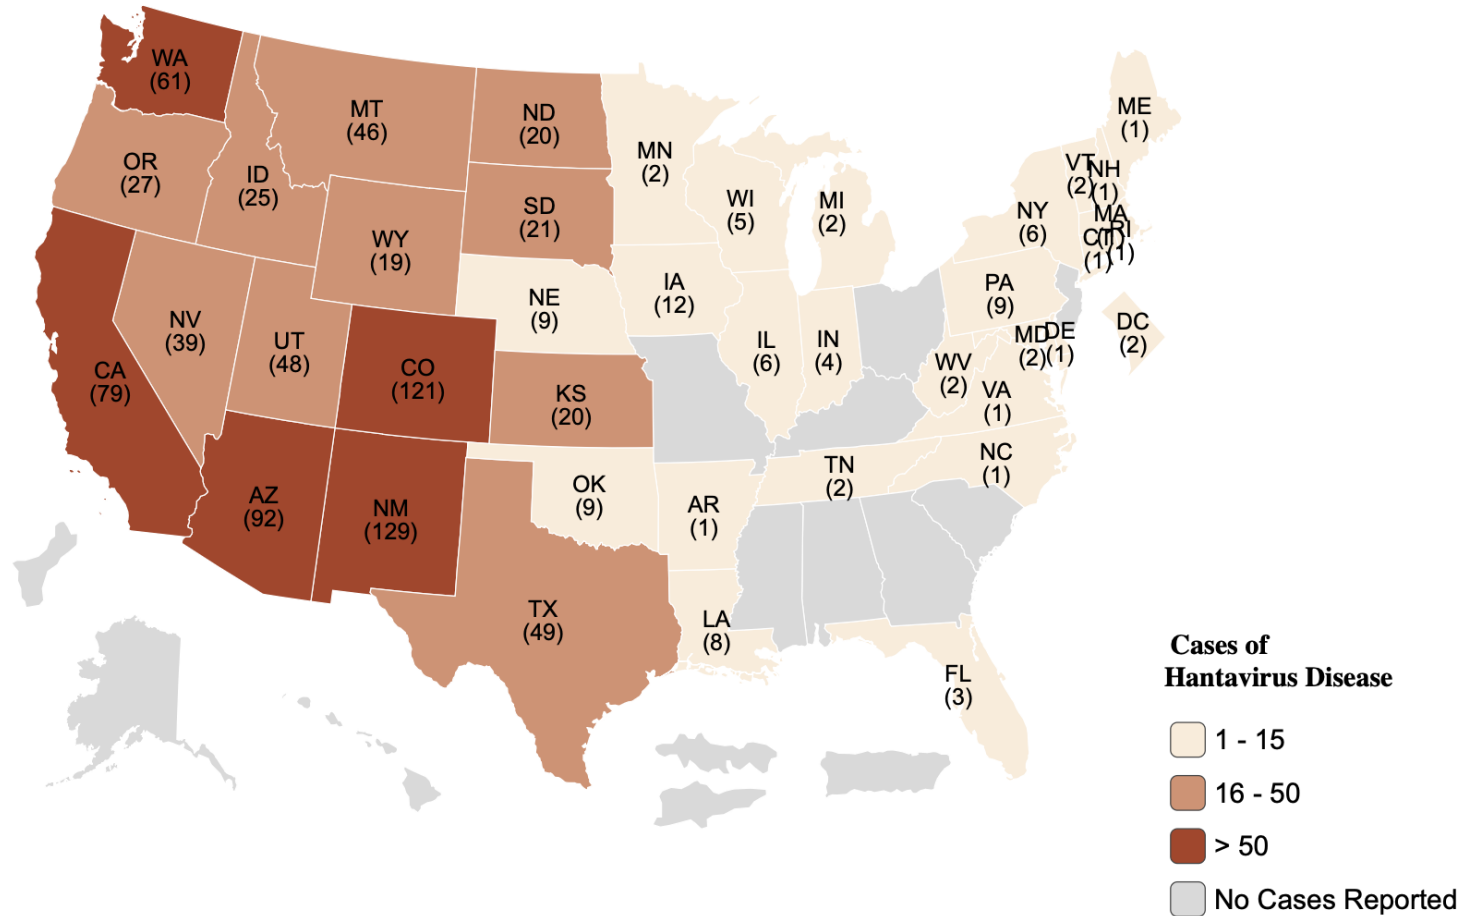 WA
(61)
MT
(46)
ND
(20)
MN
(2)
ME
(1)
OR
(27)
ID
(25)
SD
(21)
WI
(5)
MI
(2)
VT
(2)
NH
(1)
NY
(6)
MA
RI
(1)
CT
(1)
WY
(19)
NE
(9)
IA
(12)
PA
(9)
NV
(39)
UT
(48)
CO
(121)
IL
(6)
IN
(4)
MD
(2)
DE
(1)
DC
(2)
CA
(79)
KS
(20)
WV
(2)
VA
(1)
AZ
(92)
NM
(129)
OK
(9)
AR
(1)
TN
(2)
NC
(1)
TX
(49)
LA
(8)
FL
(3)
Cases of
Hantavirus Disease
1 - 15
16 - 50
> 50
No Cases Reported